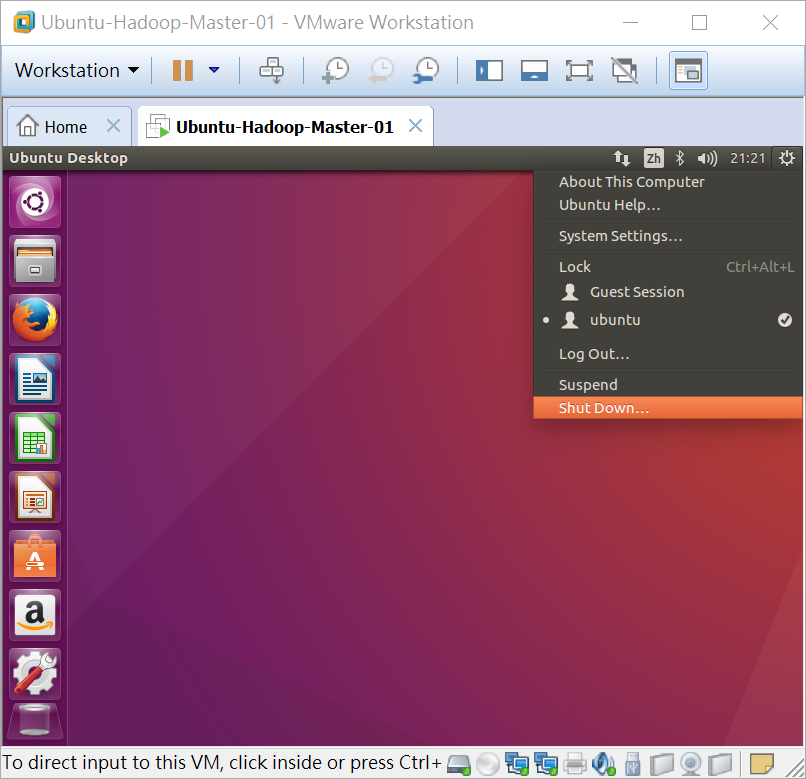 Ubuntu-Hadoop-Master-01 - VMware Workstation
Workstation
Home
Ubuntu-Hadoop-Master-01
Ubuntu Desktop
Zh
21:21
About This Computer
Ubuntu Help...
System Settings...
Lock Ctrl+Alt+L
Guest Session
ubuntu
Log Out...
Suspend
Shut Down...
To direct input to this VM, click inside or press Ctrl+